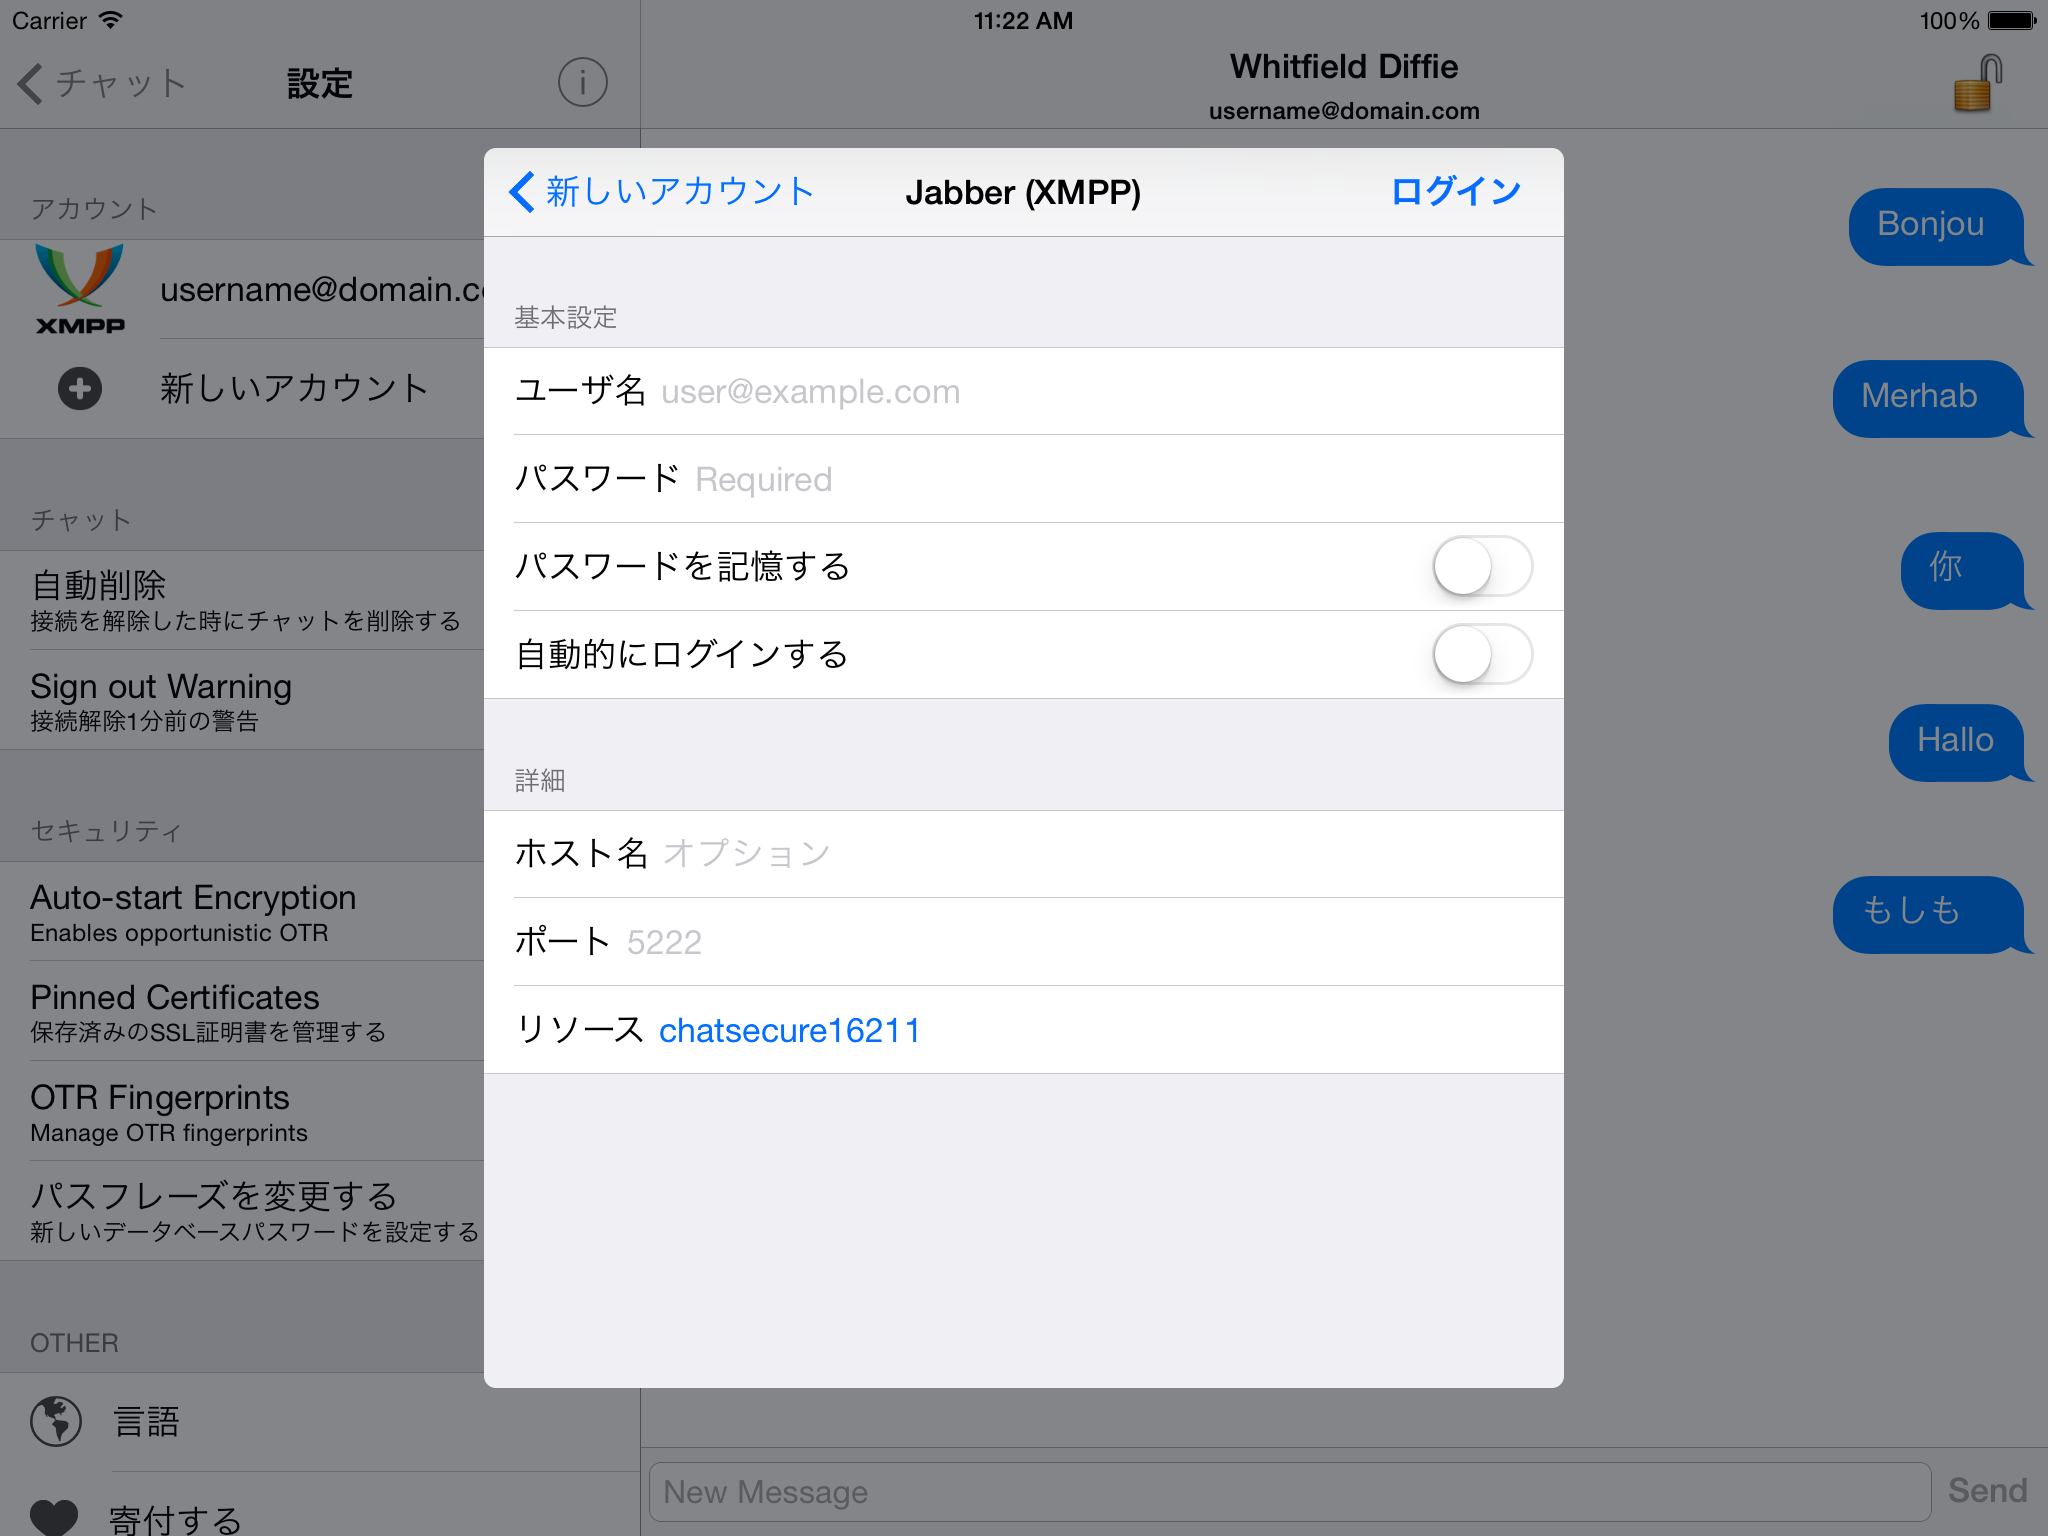 Carrier
11:22 AM
100%
チャット
設定
Whitfield Diffie
username@domain.com
アカウント
XMPP
username@domain.c
新しいアカウント
チャット
自動削除
接続を解除した時にチャットを削除する
Sign out Warning
接続解除1分前の警告
セキュリティ
Auto-start Encryption
Enables opportunistic OTR
Pinned Certificates
保存済みのSSL証明書を管理する
OTR Fingerprints
Manage OTR fingerprints
パスフレーズを変更する
新しいデータベースパスワードを設定する
OTHER
言語
寄付する
新しいアカウント
Jabber (XMPP)
ログイン
基本設定
ユーザ名 user@example.com
パスワード Required
パスワードを記憶する
自動的にログインする
詳細
ホスト名 オプション
ポート 5222
リソース chatsecure16211
Bonjou
Merhab
你
Hallo
もしも
New Message
Send